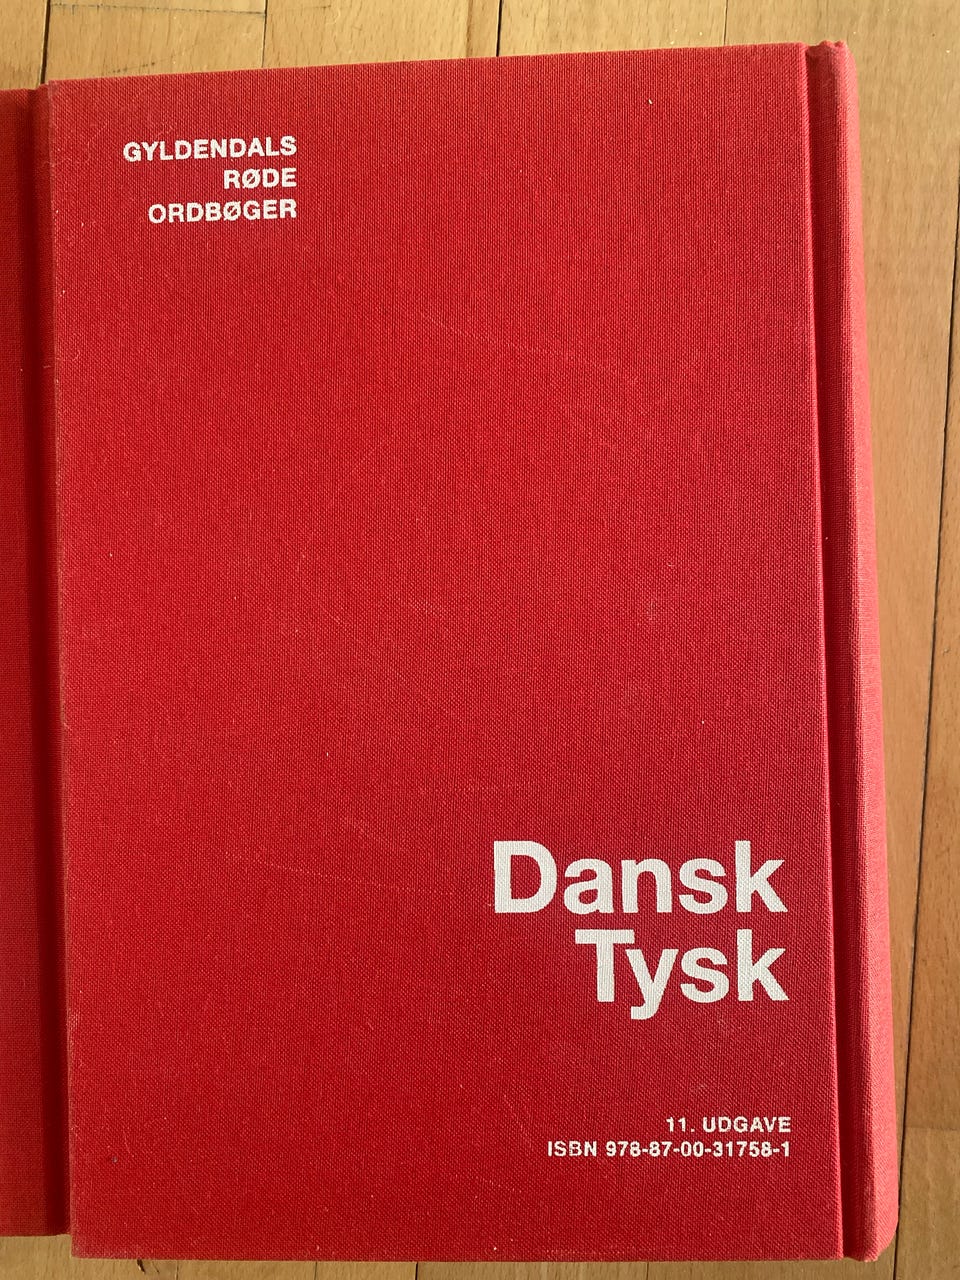 GYLDENDALS
RØDE
ORDBØGER
Dansk
Tysk
11. UDGAVE
ISBN 978-87-00-31758-1